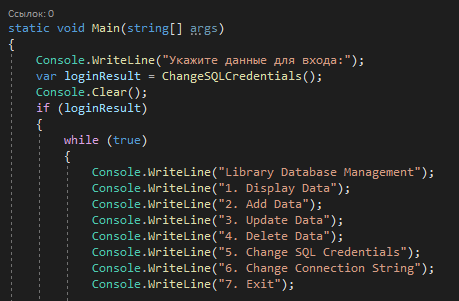 Ссылок: 0
static void Main(string[] args)
{
Console.WriteLine("Укажите данные для входа:");
var loginResult = ChangeSQLCredentials();
Console.Clear();
if (loginResult)
{
while (true)
{
Console.WriteLine("Library Database Management");
Console.WriteLine("1. Display Data");
Console.WriteLine("2. Add Data");
Console.WriteLine("3. Update Data");
Console.WriteLine("4. Delete Data");
Console.WriteLine("5. Change SQL Credentials");
Console.WriteLine("6. Change Connection String");
Console.WriteLine("7. Exit");